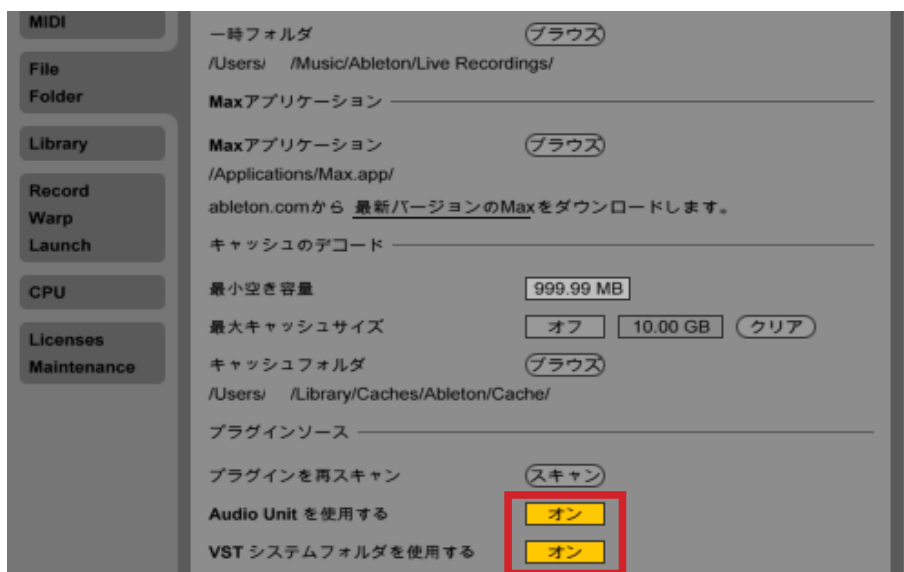 MIDI
File
Folder
Library
Record
Warp
Launch
CPU
Licenses
Maintenance
一時フォルダ ブラウズ
/Users/ /Music/Ableton/Live Recordings/
Maxアプリケーション
Maxアプリケーション ブラウズ
/Applications/Max.app/
ableton.comから 最新バージョンのMaxをダウンロードします。
キャッシュのデコード
最小空き容量 999.99 MB
最大キャッシュサイズ オフ 10.00 GB クリア
キャッシュフォルダ ブラウズ
/Users/ /Library/Caches/Ableton/Cache/
プラグインソース
プラグインを再スキャン スキャン
Audio Unit を使用する オン
VST システムフォルダを使用する オン